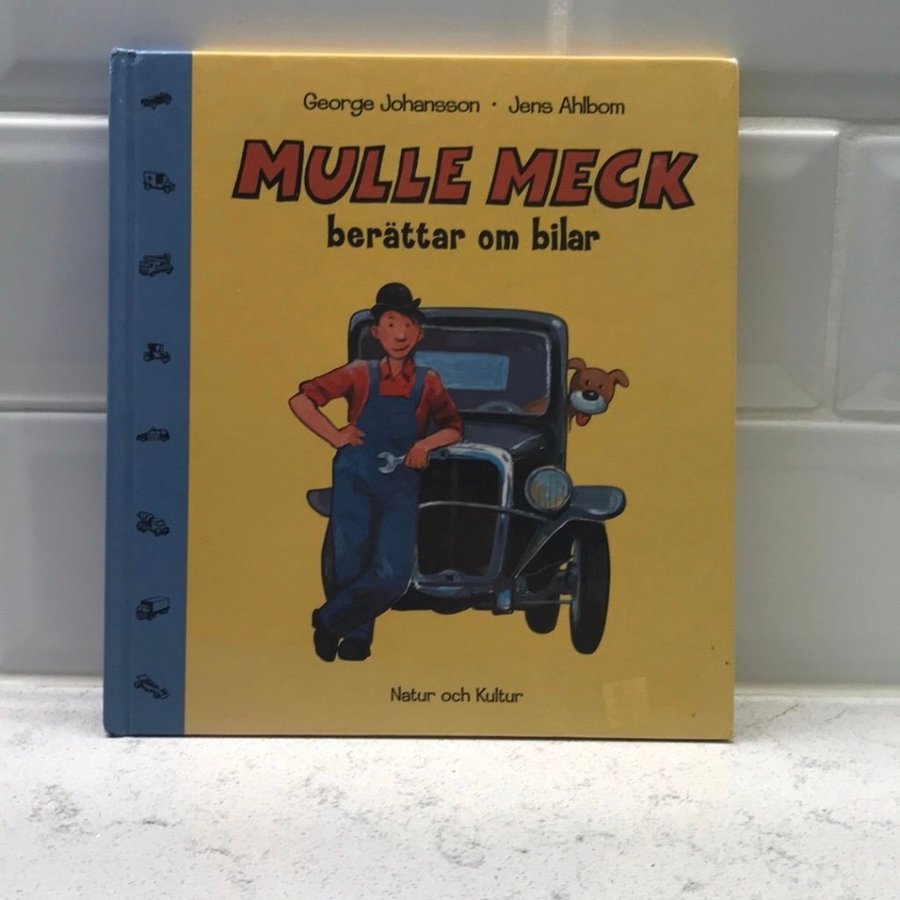 George Johansson · Jens Ahlbom
MULLE MECK
berättar om bilar
Natur och Kultur